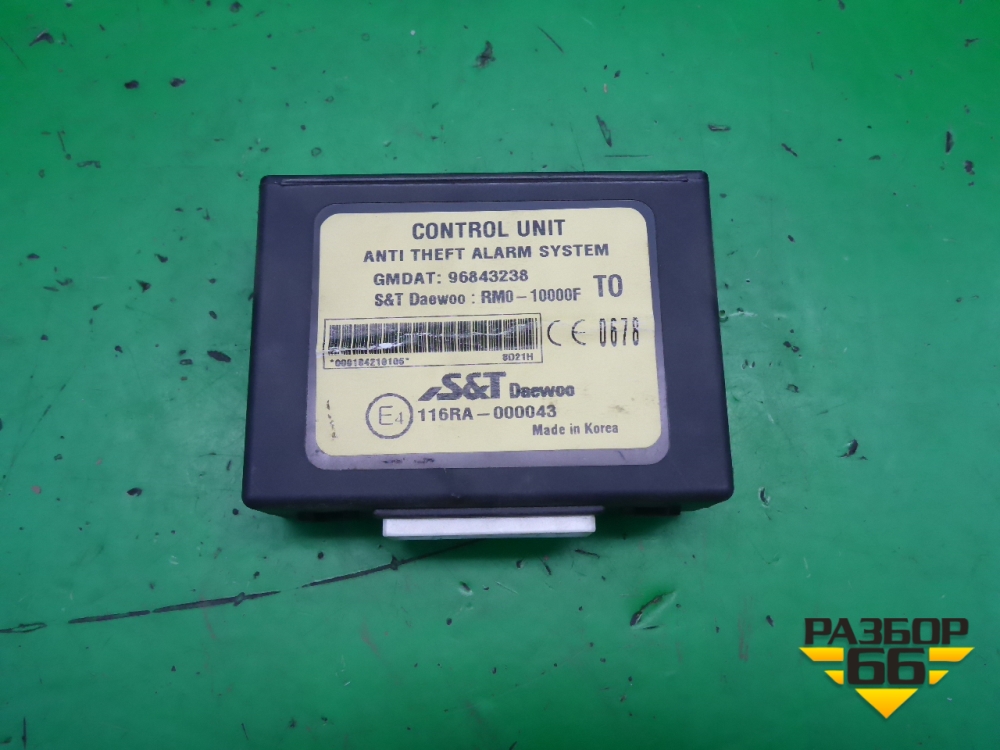 CONTROL UNIT
ANTI THEFT ALARM SYSTEM
GMDAT: 96843238
S&T Daewoo : RM0-10000F TO
CE 0678
*000184210106* 8D21H
S&T Daewoo
E4 116RA-000043
Made in Korea
РАЗБОР
66